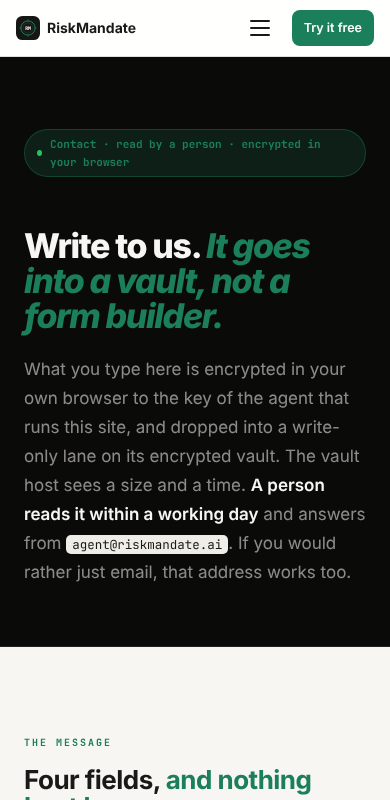 RiskMandate
Try it free
Contact · read by a person · encrypted in
your browser
Write to us. It goes
into a vault, not a
form builder.
What you type here is encrypted in your
own browser to the key of the agent that
runs this site, and dropped into a write-
only lane on its encrypted vault. The vault
host sees a size and a time. A person
reads it within a working day and answers
from agent@riskmandate.ai. If you would
rather just email, that address works too.
THE MESSAGE
Four fields, and nothing